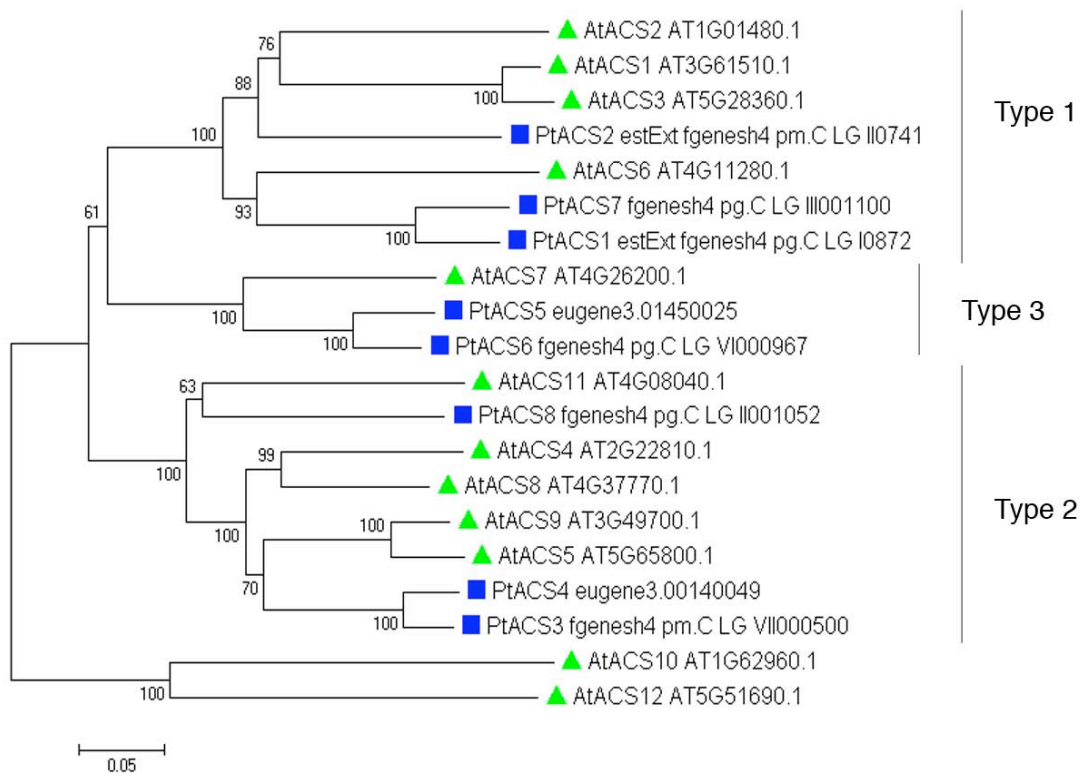 AtACS2 AT1G01480.1
76
AtACS1 AT3G61510.1
88
100
AtACS3 AT5G28360.1
Type 1
100
PtACS2 estExt fgenesh4 pm.C LG II0741
AtACS6 AT4G11280.1
93
PtACS7 fgenesh4 pg.C LG III001100
61
100
PtACS1 estExt fgenesh4 pg.C LG I0872
AtACS7 AT4G26200.1
100
PtACS5 eugene3.01450025
Type 3
100
PtACS6 fgenesh4 pg.C LG VI000967
63
AtACS11 AT4G08040.1
PtACS8 fgenesh4 pg.C LG II001052
100
99
AtACS4 AT2G22810.1
AtACS8 AT4G37770.1
Type 2
100
100
AtACS9 AT3G49700.1
AtACS5 AT5G65800.1
70
PtACS4 eugene3.00140049
100
PtACS3 fgenesh4 pm.C LG VII000500
AtACS10 AT1G62960.1
100
AtACS12 AT5G51690.1
0.05